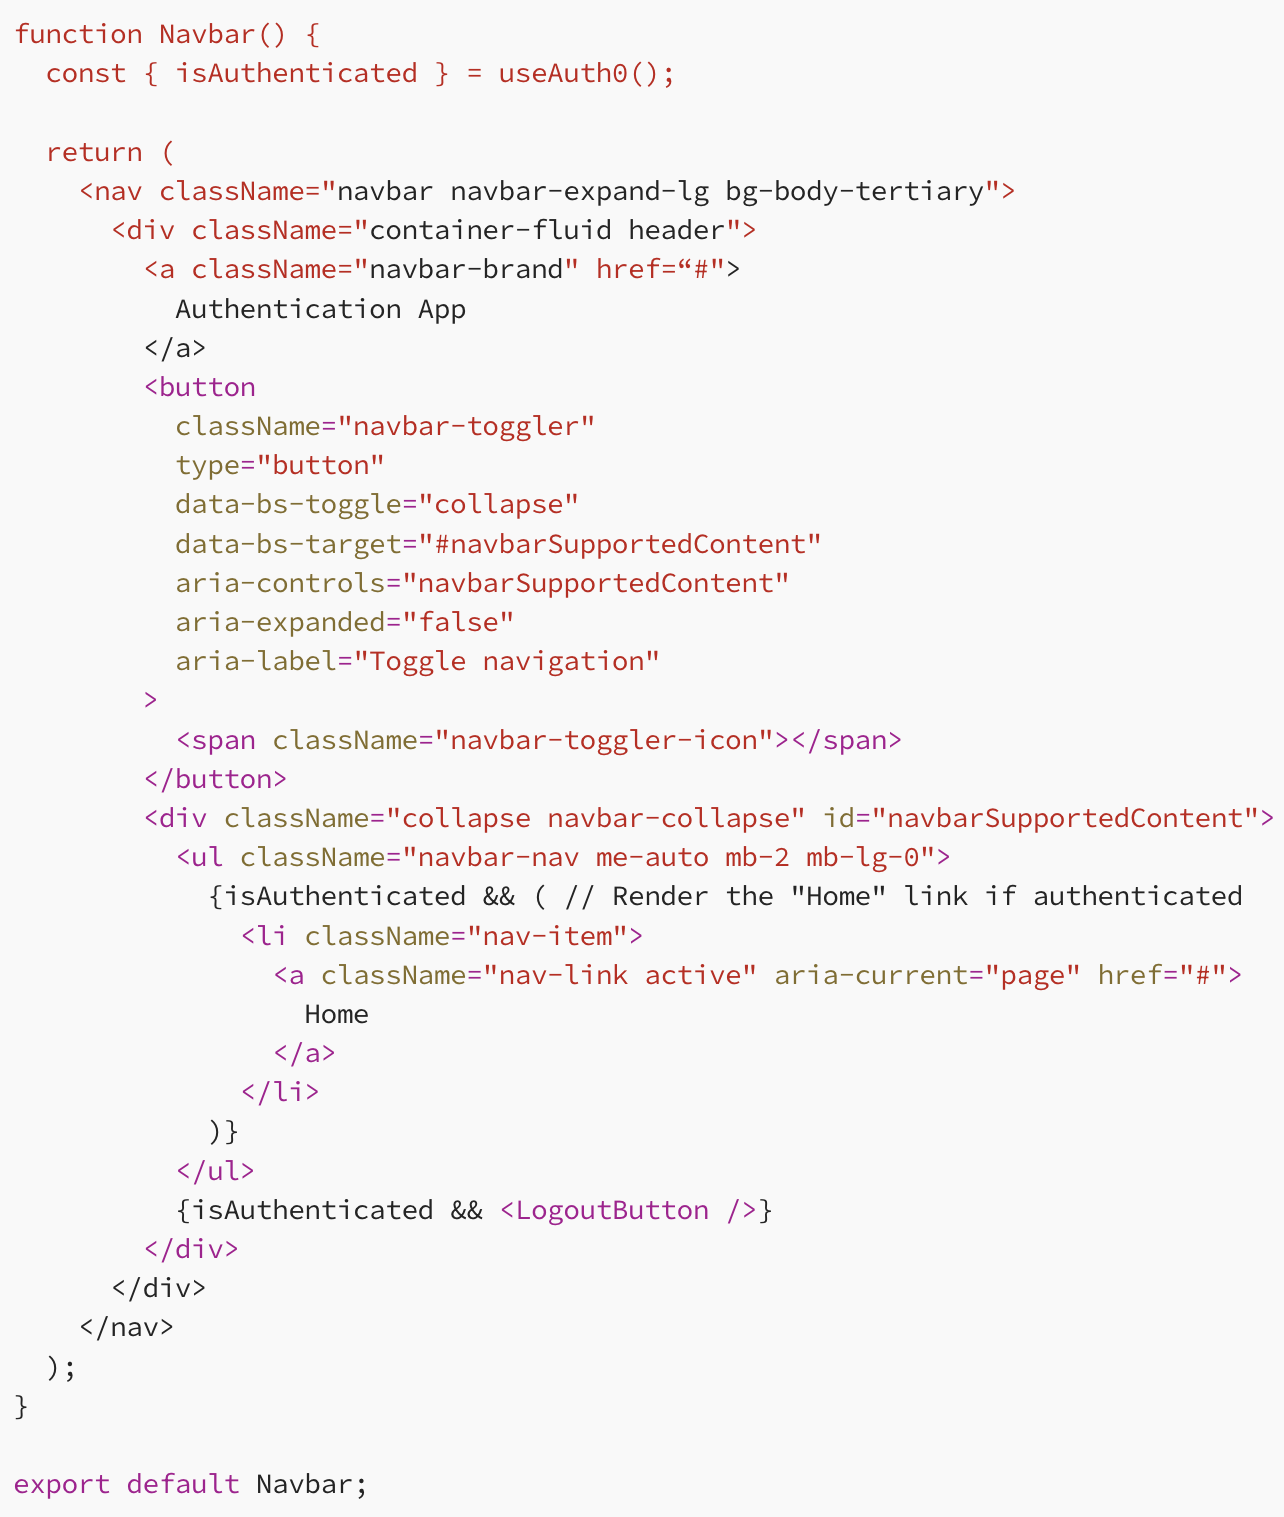 function Navbar() {
  const { isAuthenticated } = useAuth0();

  return (
    <nav className="navbar navbar-expand-lg bg-body-tertiary">
      <div className="container-fluid header">
        <a className="navbar-brand" href=“#">
          Authentication App
        </a>
        <button
          className="navbar-toggler"
          type="button"
          data-bs-toggle="collapse"
          data-bs-target="#navbarSupportedContent"
          aria-controls="navbarSupportedContent"
          aria-expanded="false"
          aria-label="Toggle navigation"
        >
          <span className="navbar-toggler-icon"></span>
        </button>
        <div className="collapse navbar-collapse" id="navbarSupportedContent">
          <ul className="navbar-nav me-auto mb-2 mb-lg-0">
            {isAuthenticated && ( // Render the "Home" link if authenticated
              <li className="nav-item">
                <a className="nav-link active" aria-current="page" href="#">
                  Home
                </a>
              </li>
            )}
          </ul>
          {isAuthenticated && <LogoutButton />}
        </div>
      </div>
    </nav>
  );
}

export default Navbar;